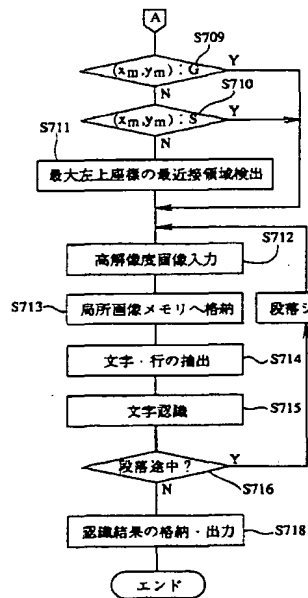 A
S709
(xm,ym):G Y
N S710
(xm,ym):S Y
S711 N
最大左上座標の最近接領域検出
S712
高解像度画像入力
S713 局所画像メモリへ格納 段落シ
S714
文字・行の抽出
S715
文字認識
段落途中? Y
N S716
S718
認識結果の格納・出力
エンド